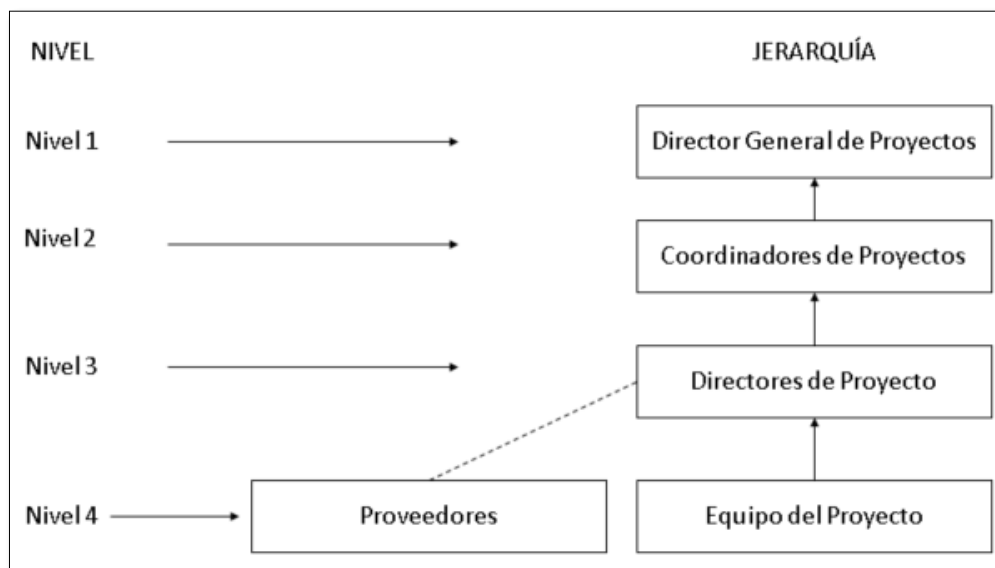 NIVEL
JERARQUÍA
Nivel 1
Director General de Proyectos
Nivel 2
Coordinadores de Proyectos
Nivel 3
Directores de Proyecto
Nivel 4
Proveedores
Equipo del Proyecto